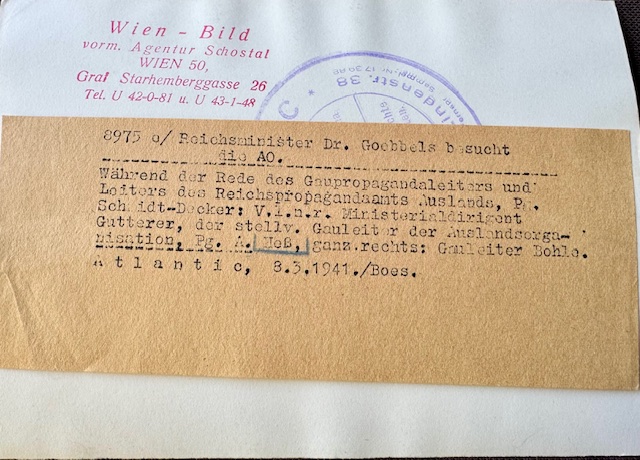 Wien - Bild
vorm. Agentur Schostal
WIEN 50,
Graf Starhemberggasse 26
Tel. U 42-0-81 u. U 43-1-48
38
8975 o/ Reichsminister Dr. Goebbels besucht
die AO.
Während der Rede des Gaupropagandaleiters und
Leiters des Reichspropagandaamts Auslands, Pg.
Schmidt-Decker: V.l.n.r. Ministerialdirigent
Gutterer, der stellv. Gauleiter der Auslandsorga-
nisation, Pg. A. Heß, ganz rechts: Gauleiter Bohle.
Atlantic, 8.3.1941./Boes.